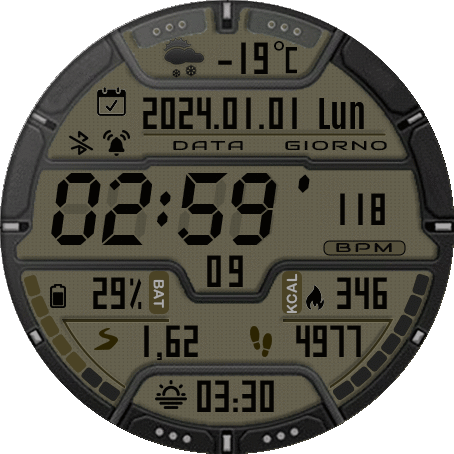 -19°C
2024.01.01 Lun
DATA GIORNO
02:59 118
BPM
09
29% BAT KCAL 346
1,62 4977
03:30